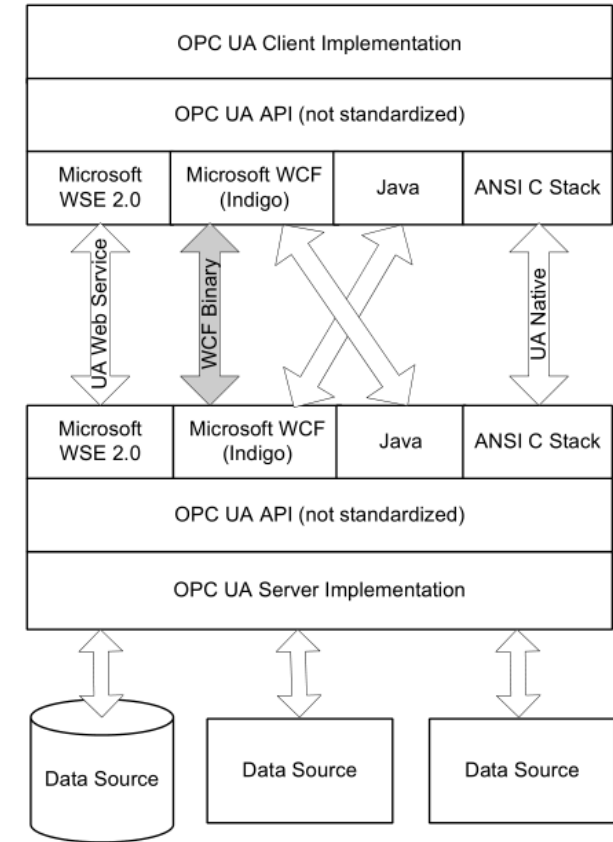 OPC UA Client Implementation
OPC UA API (not standardized)
Microsoft
WSE 2.0
Microsoft WCF
(Indigo)
Java
ANSI C Stack
UA Web Service
WCF Binary
UA Native
Microsoft
WSE 2.0
Microsoft WCF
(Indigo)
Java
ANSI C Stack
OPC UA API (not standardized)
OPC UA Server Implementation
Data Source
Data Source
Data Source